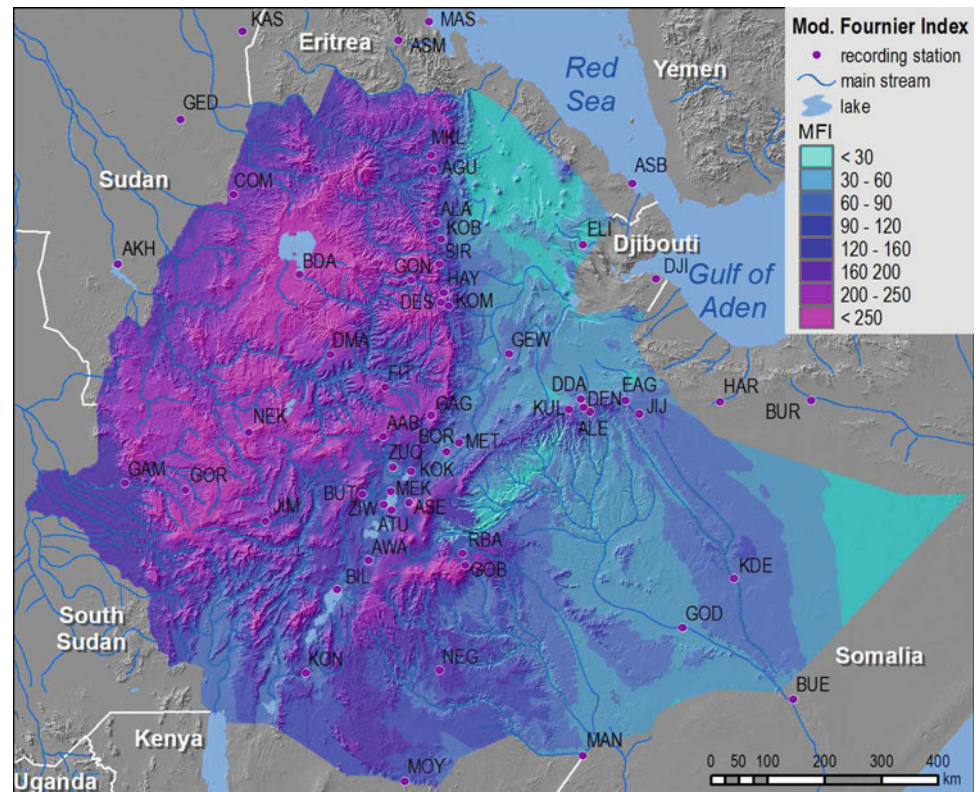 KAS
MAS
Eritrea
ASM
Red
Sea
Yemen
Mod. Fournier Index
recording station
main stream
lake
MFI
< 30
30 - 60
60 - 90
90 - 120
120 - 160
160 200
200 - 250
< 250
GED
MKL
AGU
Sudan
COM
ASB
ALA
KOB
ELI
SIR
Djibouti
AKH
BDA
GON
HAY
DJI
Gulf of
Aden
DES
KOM
DMA
GEW
FIT
DDA
EAG
HAR
BUR
KUL
DEN
JIJ
NEK
GAG
AAB
ALE
BOR
MET
ZUQ
KOK
GAM
GOR
BUT
MEK
JIM
ZIW
ASE
ATU
AWA
RBA
GOB
BIL
KDE
South
Sudan
GOD
KON
NEG
Somalia
BUE
Kenya
MAN
MOY
Uganda
0 25 50 100 200 300 400
km